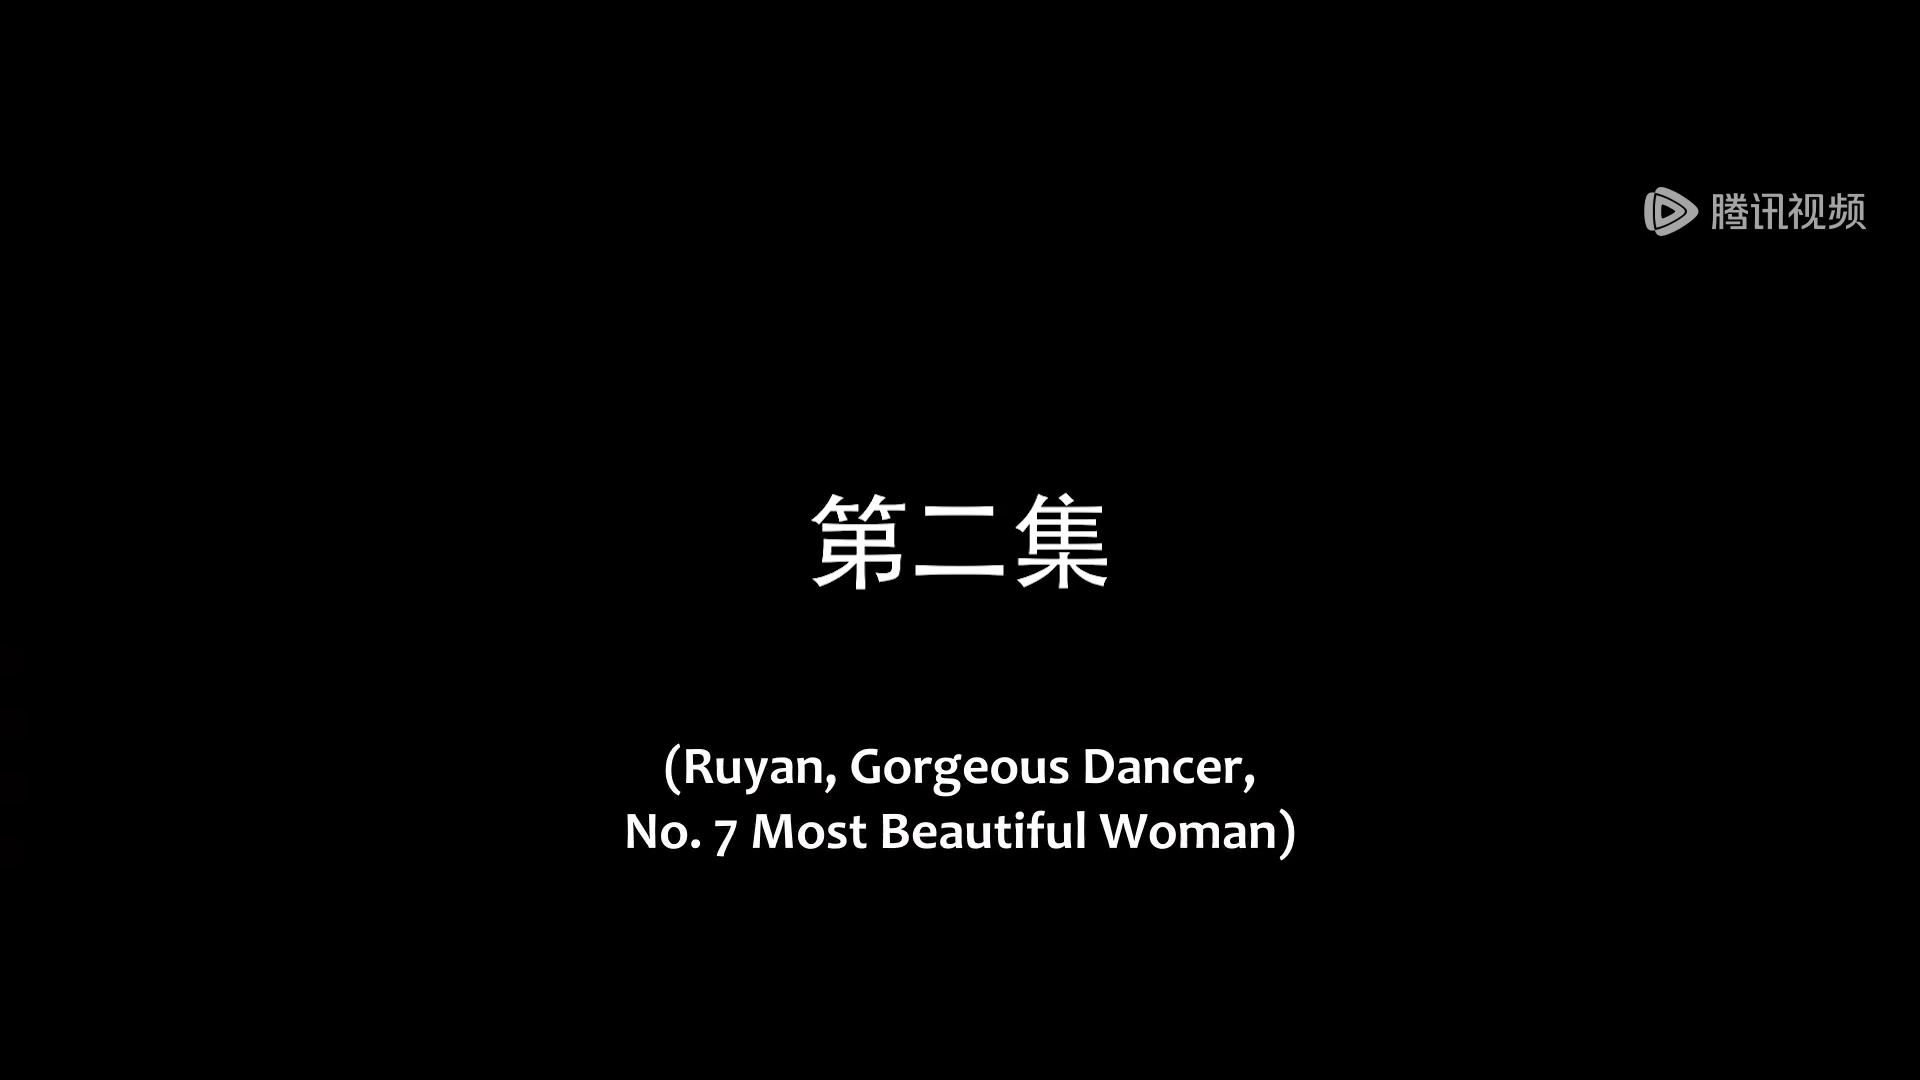 腾讯视频
第二集
(Ruyan, Gorgeous Dancer,
No. 7 Most Beautiful Woman)